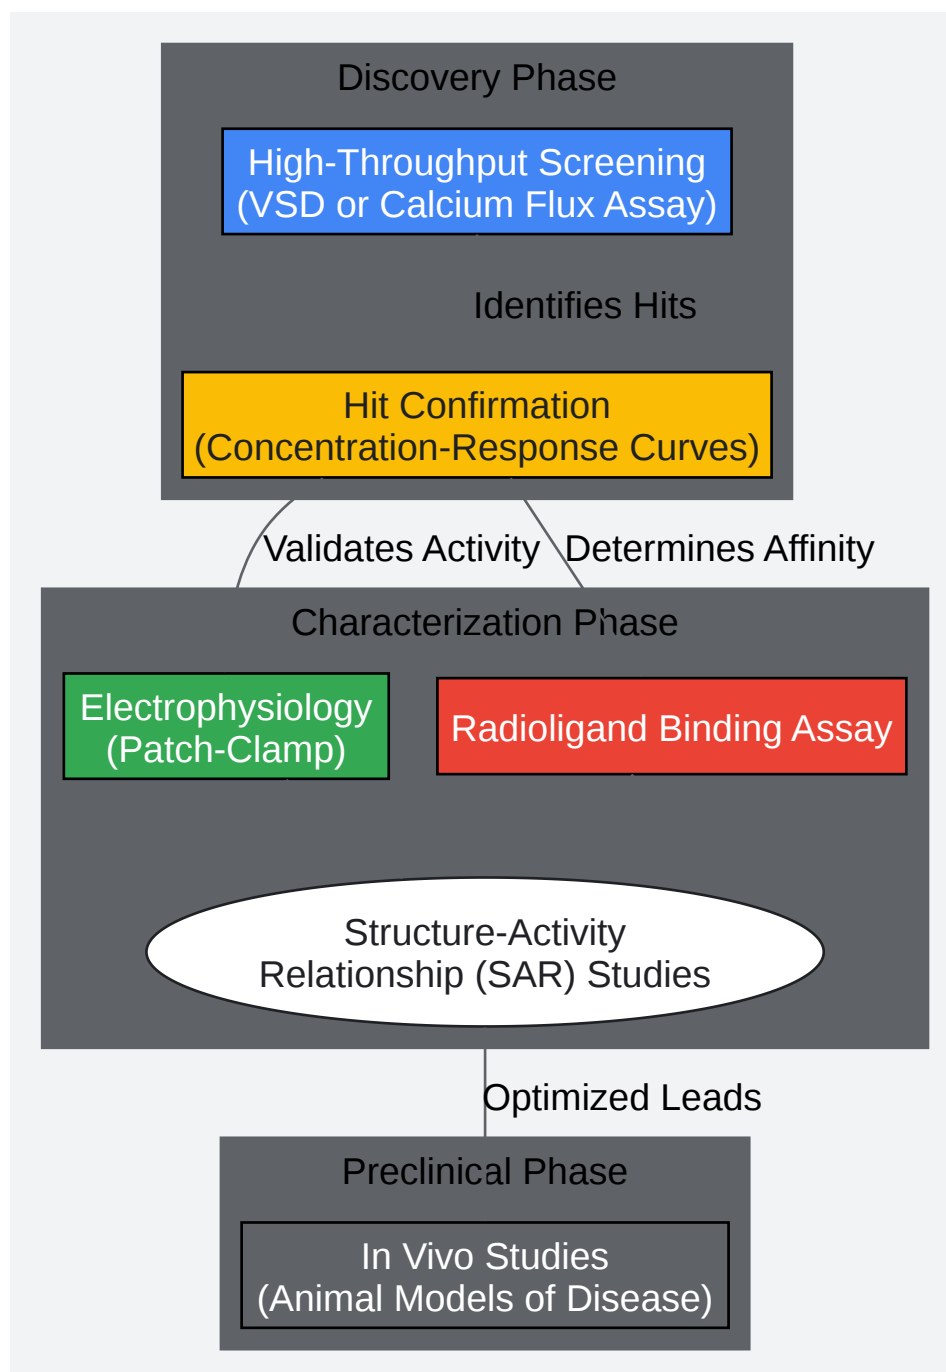 Discovery Phase
High-Throughput Screening
(VSD or Calcium Flux Assay)
Identifies Hits
Hit Confirmation
(Concentration-Response Curves)
Validates Activity
Determines Affinity
Characterization Phase
Electrophysiology
(Patch-Clamp)
Radioligand Binding Assay
Structure-Activity
Relationship (SAR) Studies
Optimized Leads
Preclinical Phase
In Vivo Studies
(Animal Models of Disease)